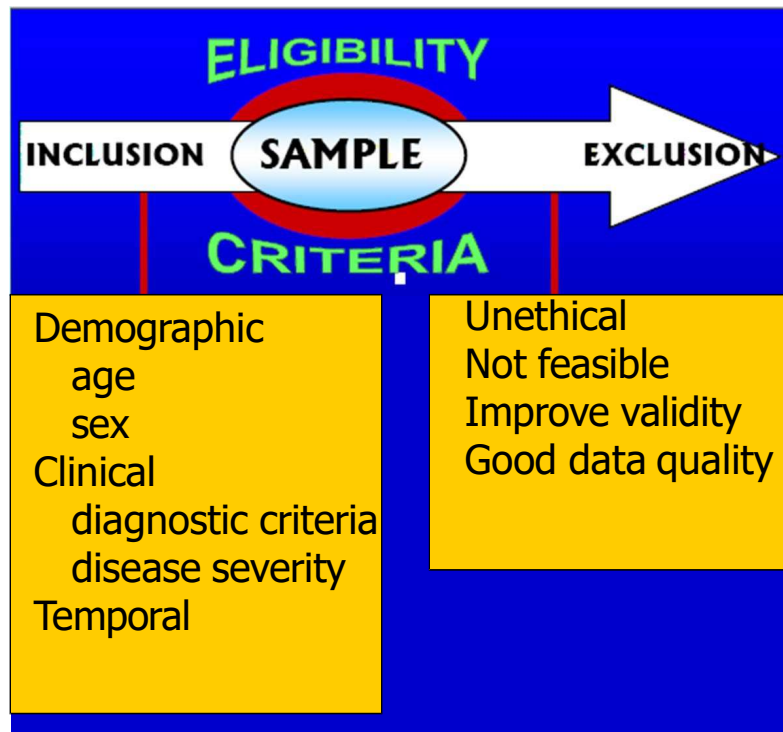 ELIGIBILITY
INCLUSION SAMPLE EXCLUSION
CRITERIA
Demographic
age
sex
Clinical
diagnostic criteria
disease severity
Temporal
Unethical
Not feasible
Improve validity
Good data quality